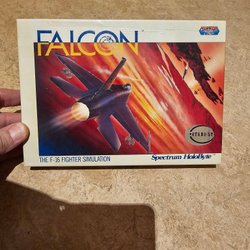 FALCON
THE F-16 FIGHTER SIMULATION
Spectrum HoloByte